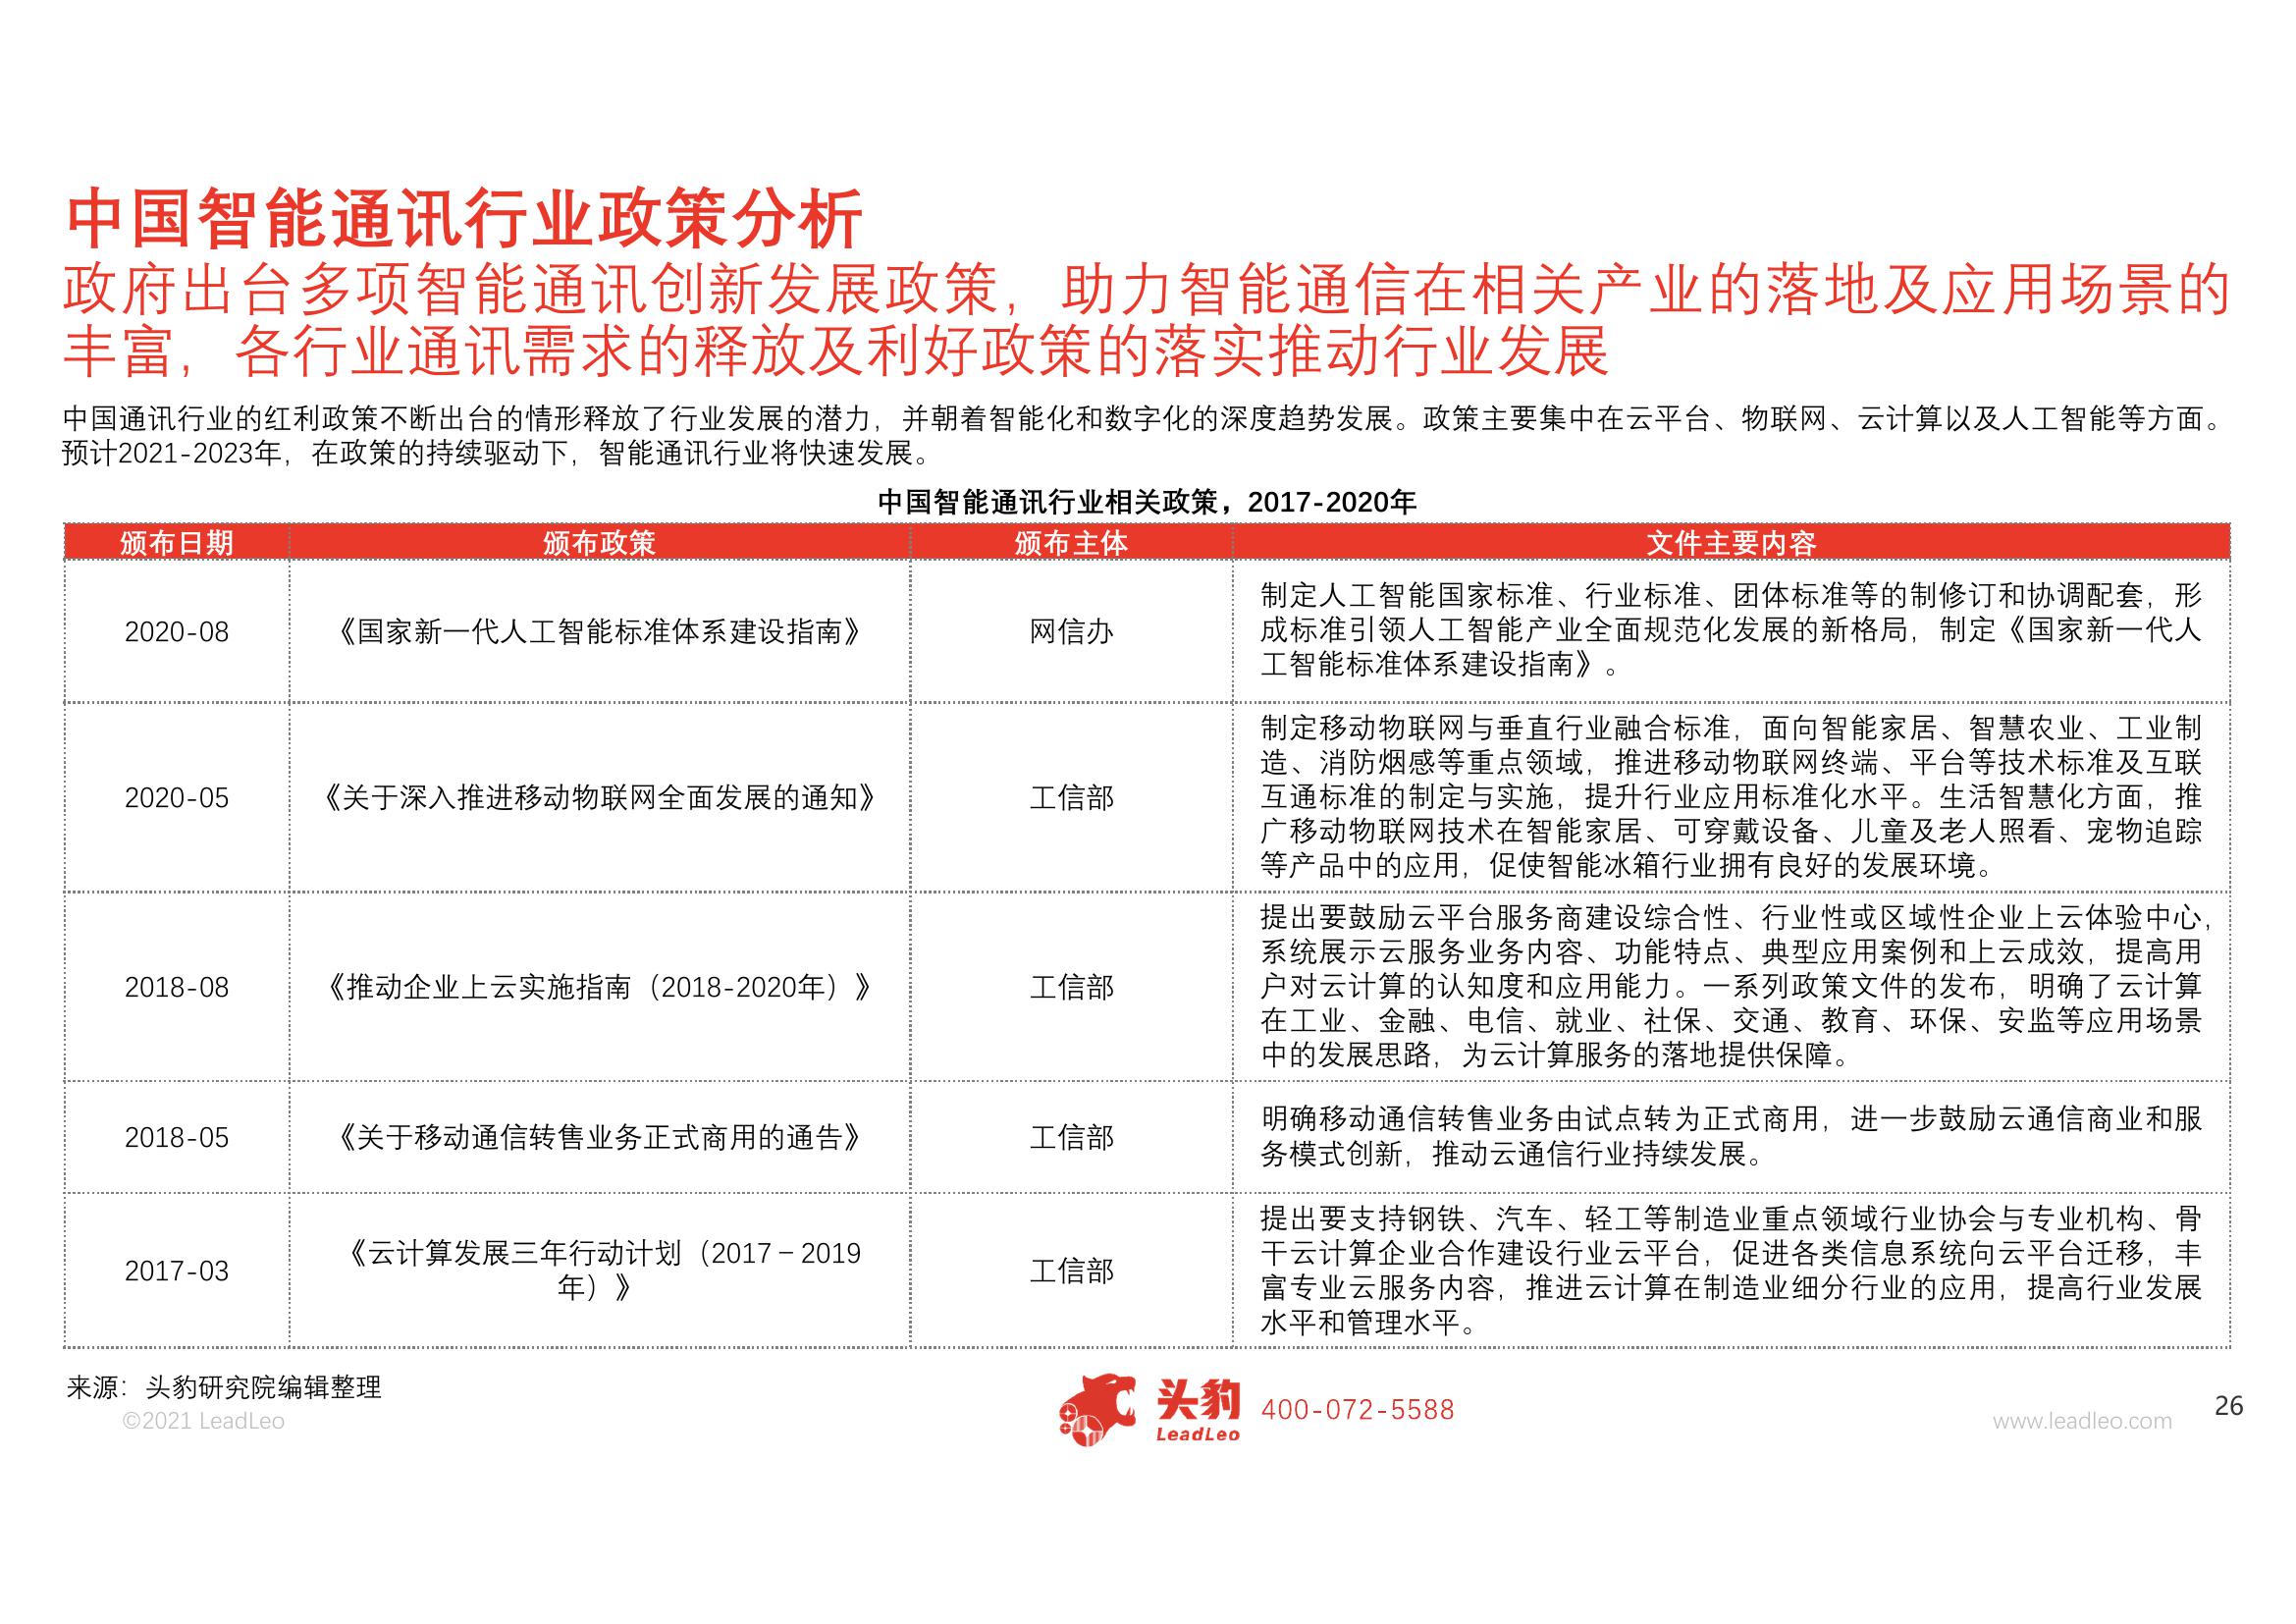 中国智能通讯行业政策分析
政府出台多项智能通讯创新发展政策，助力智能通信在相关产业的落地及应用场景的
丰富，各行业通讯需求的释放及利好政策的落实推动行业发展
中国通讯行业的红利政策不断出台的情形释放了行业发展的潜力，并朝着智能化和数字化的深度趋势发展。政策主要集中在云平台、物联网、云计算以及人工智能等方面。
预计2021-2023年，在政策的持续驱动下，智能通讯行业将快速发展。
中国智能通讯行业相关政策，2017-2020年
颁布日期 颁布政策 颁布主体 文件主要内容
2020-08
《国家新一代人工智能标准体系建设指南》
网信办
制定人工智能国家标准、行业标准、团体标准等的制修订和协调配套，形
成标准引领人工智能产业全面规范化发展的新格局，制定《国家新一代人
工智能标准体系建设指南》。
2020-05
《关于深入推进移动物联网全面发展的通知》
工信部
制定移动物联网与垂直行业融合标准，面向智能家居、智慧农业、工业制
造、消防烟感等重点领域，推进移动物联网终端、平台等技术标准及互联
互通标准的制定与实施，提升行业应用标准化水平。生活智慧化方面，推
广移动物联网技术在智能家居、可穿戴设备、儿童及老人照看、宠物追踪
等产品中的应用，促使智能冰箱行业拥有良好的发展环境。
2018-08
《推动企业上云实施指南（2018-2020年）》
工信部
提出要鼓励云平台服务商建设综合性、行业性或区域性企业上云体验中心，
系统展示云服务业务内容、功能特点、典型应用案例和上云成效，提高用
户对云计算的认知度和应用能力。一系列政策文件的发布，明确了云计算
在工业、金融、电信、就业、社保、交通、教育、环保、安监等应用场景
中的发展思路，为云计算服务的落地提供保障。
2018-05
《关于移动通信转售业务正式商用的通告》
工信部
明确移动通信转售业务由试点转为正式商用，进一步鼓励云通信商业和服
务模式创新，推动云通信行业持续发展。
2017-03
《云计算发展三年行动计划（2017－2019
年）》
工信部
提出要支持钢铁、汽车、轻工等制造业重点领域行业协会与专业机构、骨
干云计算企业合作建设行业云平台，促进各类信息系统向云平台迁移，丰
富专业云服务内容，推进云计算在制造业细分行业的应用，提高行业发展
水平和管理水平。
来源：头豹研究院编辑整理
©2021 LeadLeo
头豹
LeadLeo
400-072-5588
www.leadleo.com
26